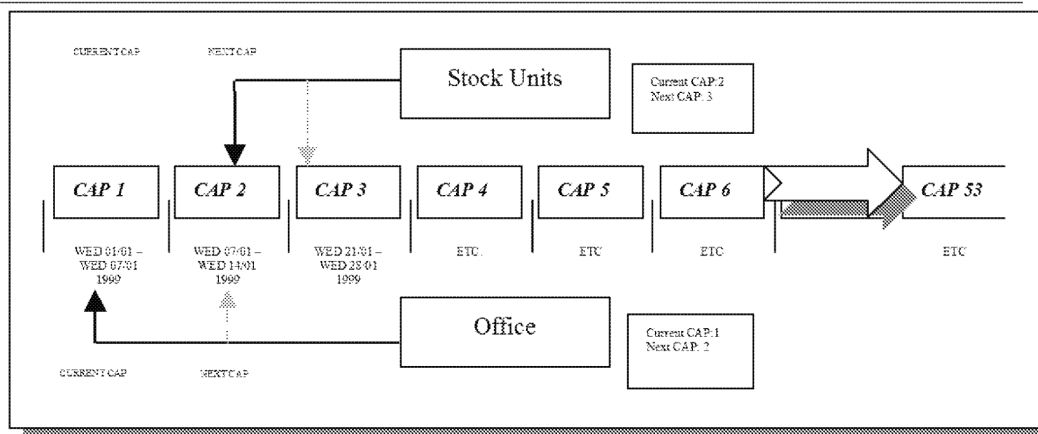 CURRENT CAP
NEXT CAP
Stock Units
Current CAP: 2
Next CAP: 3
CAP 1
CAP 2
CAP 3
CAP 4
CAP 5
CAP 6
CAP 53
WED 01/01 –
WED 07/01
1999
WED 07/01 –
WED 14/01
1999
WED 21/01 –
WED 28/01
1999
ETC.
ETC
ETC
ETC
Office
Current CAP: 1
Next CAP: 2
CURRENT CAP
NEXT CAP